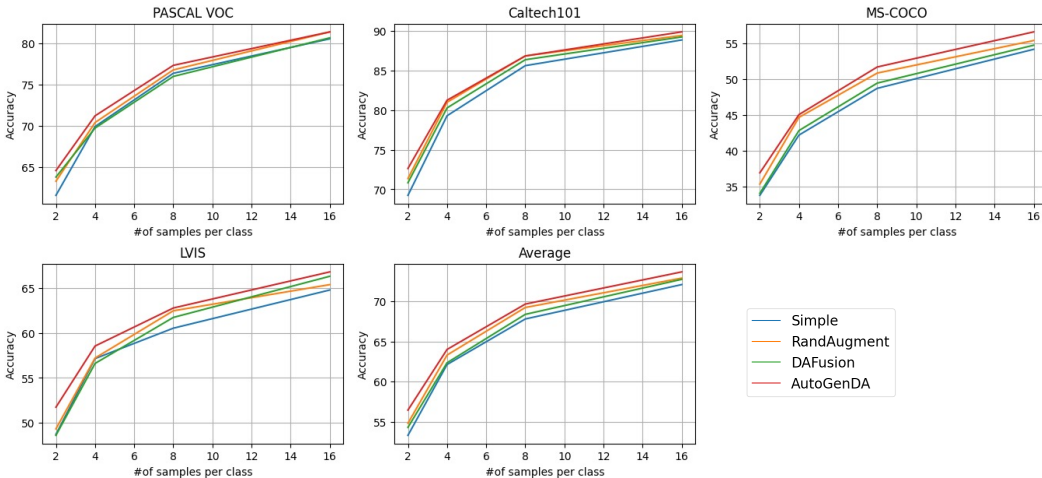 PASCAL VOC
Accuracy
80
75
70
65
2 4 6 8 10 12 14 16
#of samples per class
Caltech101
Accuracy
90
85
80
75
70
2 4 6 8 10 12 14 16
#of samples per class
MS-COCO
Accuracy
55
50
45
40
35
2 4 6 8 10 12 14 16
#of samples per class
LVIS
Accuracy
65
60
55
50
2 4 6 8 10 12 14 16
#of samples per class
Average
Accuracy
70
65
60
55
2 4 6 8 10 12 14 16
#of samples per class
Simple
RandAugment
DAFusion
AutoGenDA